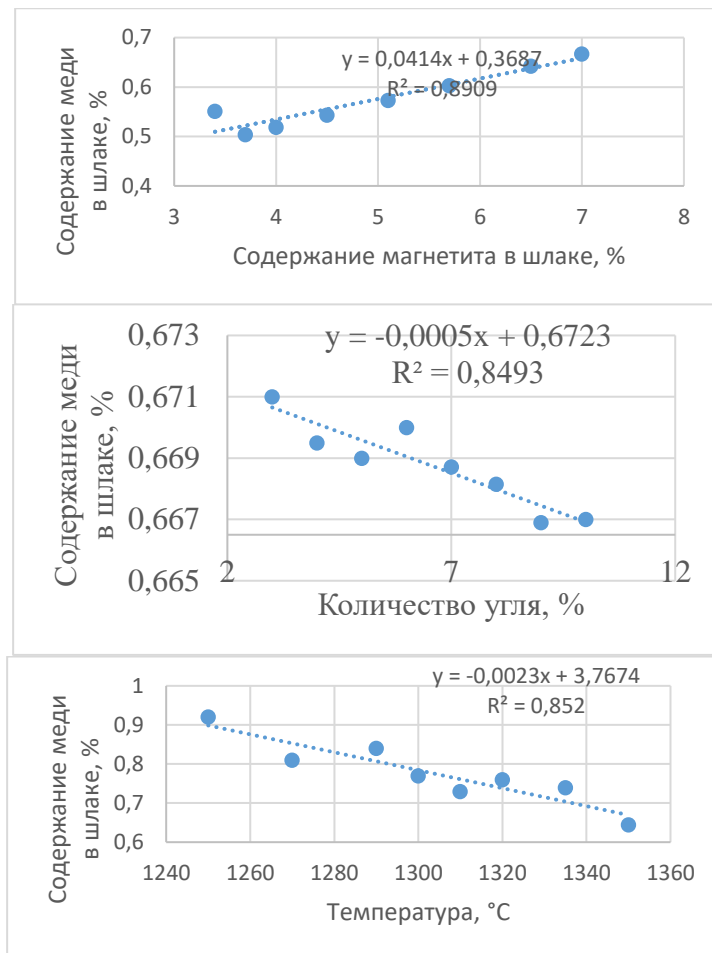 0,7
0,6
0,5
0,4
y = 0,0414x + 0,3687
R² = 0,8909
3 4 5 6 7 8
Содержание меди
в шлаке, %
Содержание магнетита в шлаке, %
0,673
0,671
0,669
0,667
0,665
y = -0,0005x + 0,6723
R² = 0,8493
2 7 12
Содержание меди
в шлаке, %
Количество угля, %
1
0,9
0,8
0,7
0,6
y = -0,0023x + 3,7674
R² = 0,852
1240 1260 1280 1300 1320 1340 1360
Содержание меди
в шлаке, %
Температура, °C